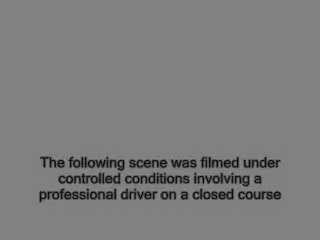 The following scene was filmed under
controlled conditions involving a
professional driver on a closed course